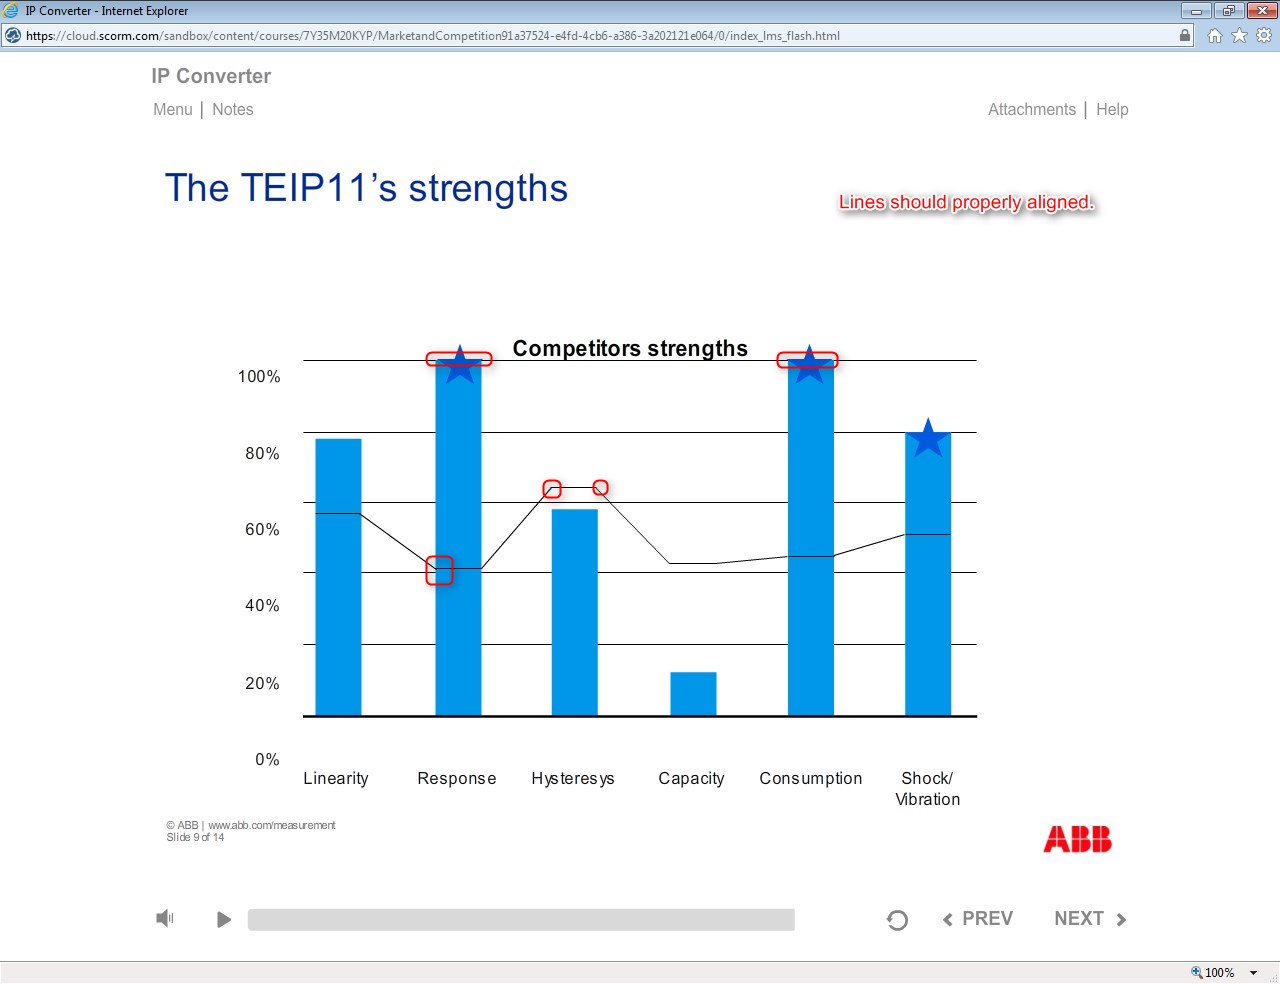 IP Converter - Internet Explorer
https://cloud.scorm.com/sandbox/content/courses/7Y35M20KYP/MarketandCompetition91a37524-e4fd-4cb6-a386-3a202121e064/0/index_lms_flash.html
IP Converter
Menu | Notes
Attachments | Help
The TEIP11’s strengths
Lines should properly aligned.
Competitors strengths
100%
80%
60%
40%
20%
0%
Linearity
Response
Hysteresys
Capacity
Consumption
Shock/
Vibration
© ABB | www.abb.com/measurement
Slide 9 of 14
ABB
PREV
NEXT
100%